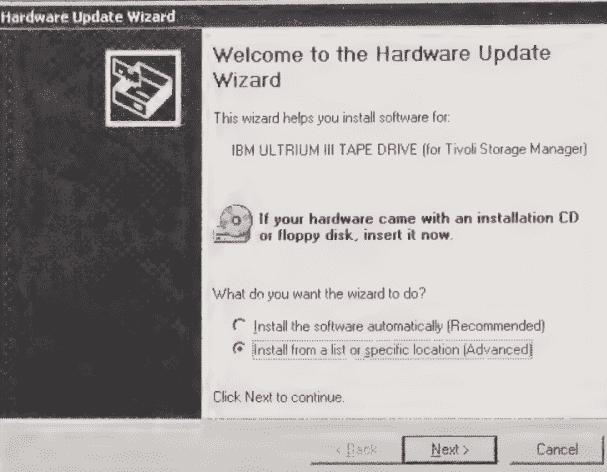 Hardware Update Wizard
Welcome to the Hardware Update
Wizard
This wizard helps you install software for:
IBM ULTRIUM III TAPE DRIVE (for Tivoli Storage Manager)
If your hardware came with an installation CD
or floppy disk, insert it now.
What do you want the wizard to do?
Install the software automatically (Recommended)
Install from a list or specific location (Advanced)
Click Next to continue.
< Back
Next >
Cancel